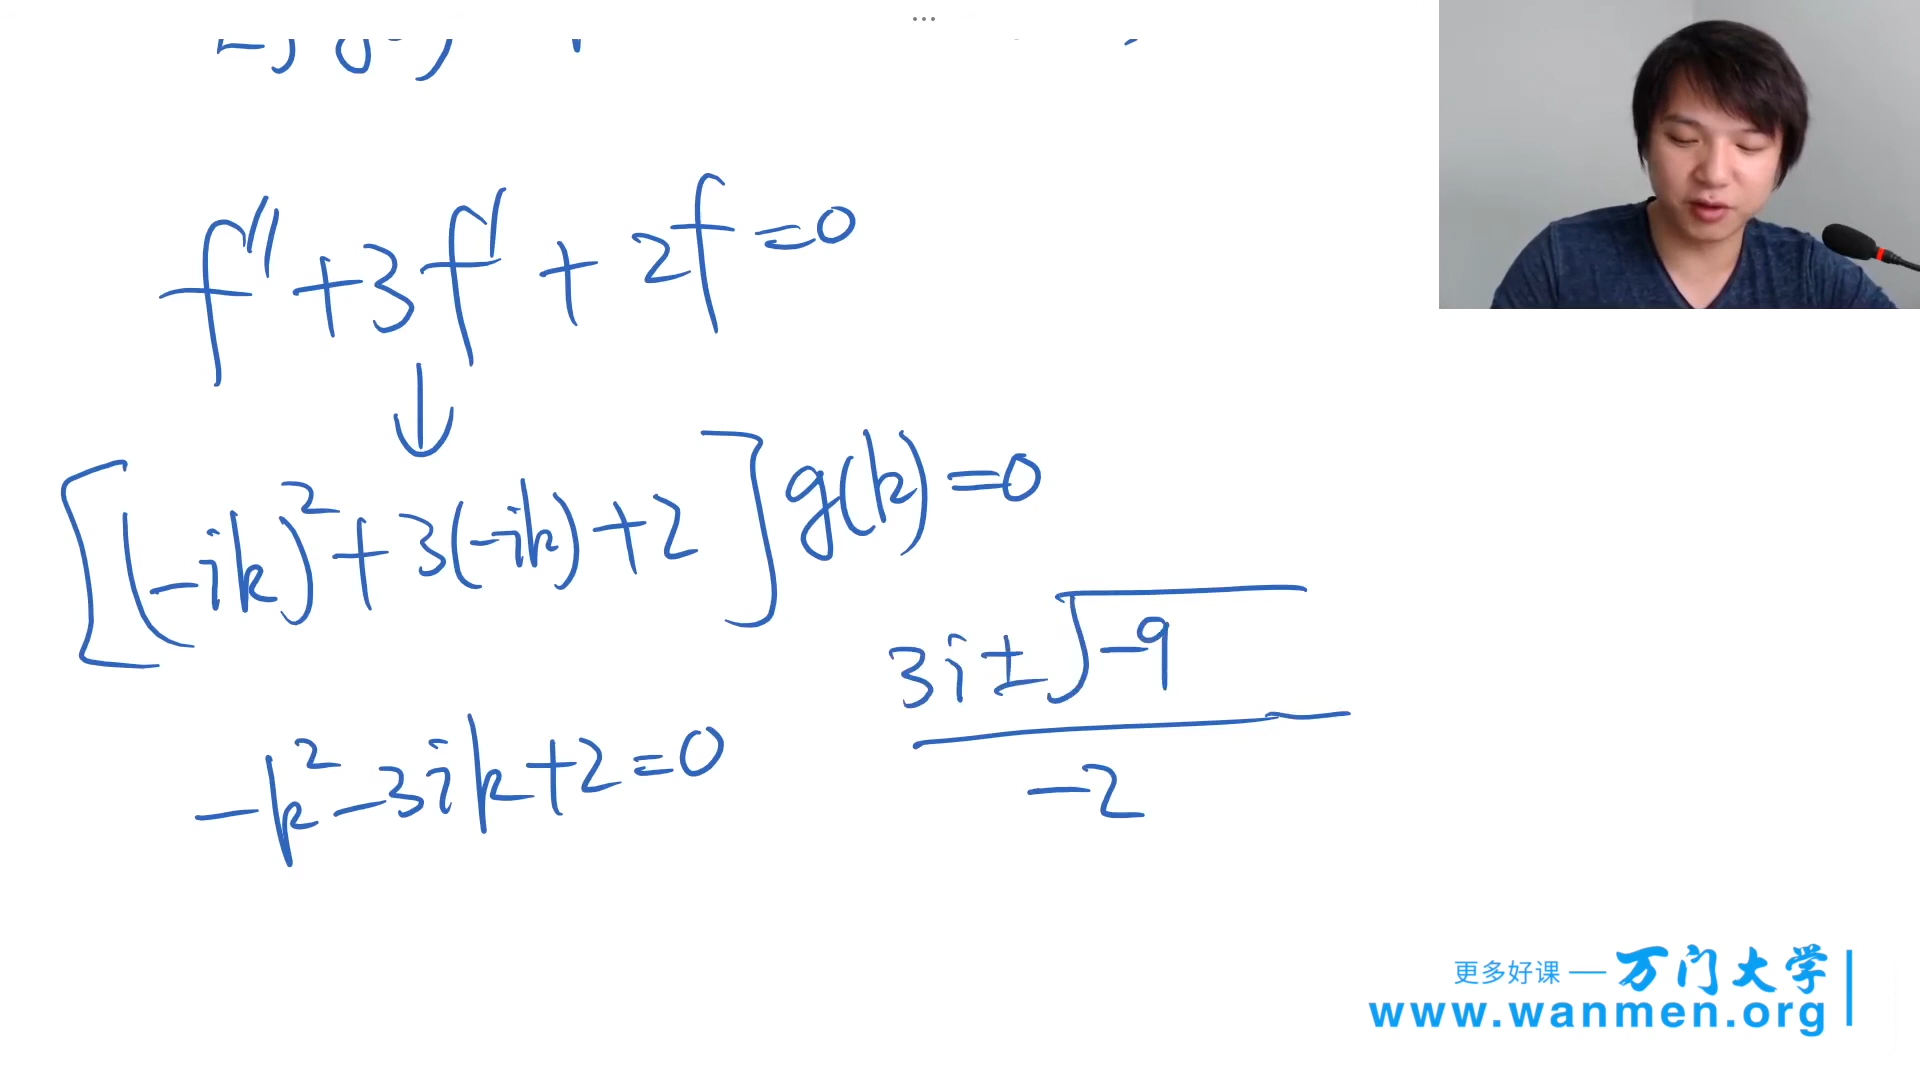 f'' + 3f' + 2f = 0
↓
[(-ik)² + 3(-ik) + 2] g(k) = 0
3i ± √-9
-2
-k² - 3ik + 2 = 0
更多好课 — 万门大学
www.wanmen.org